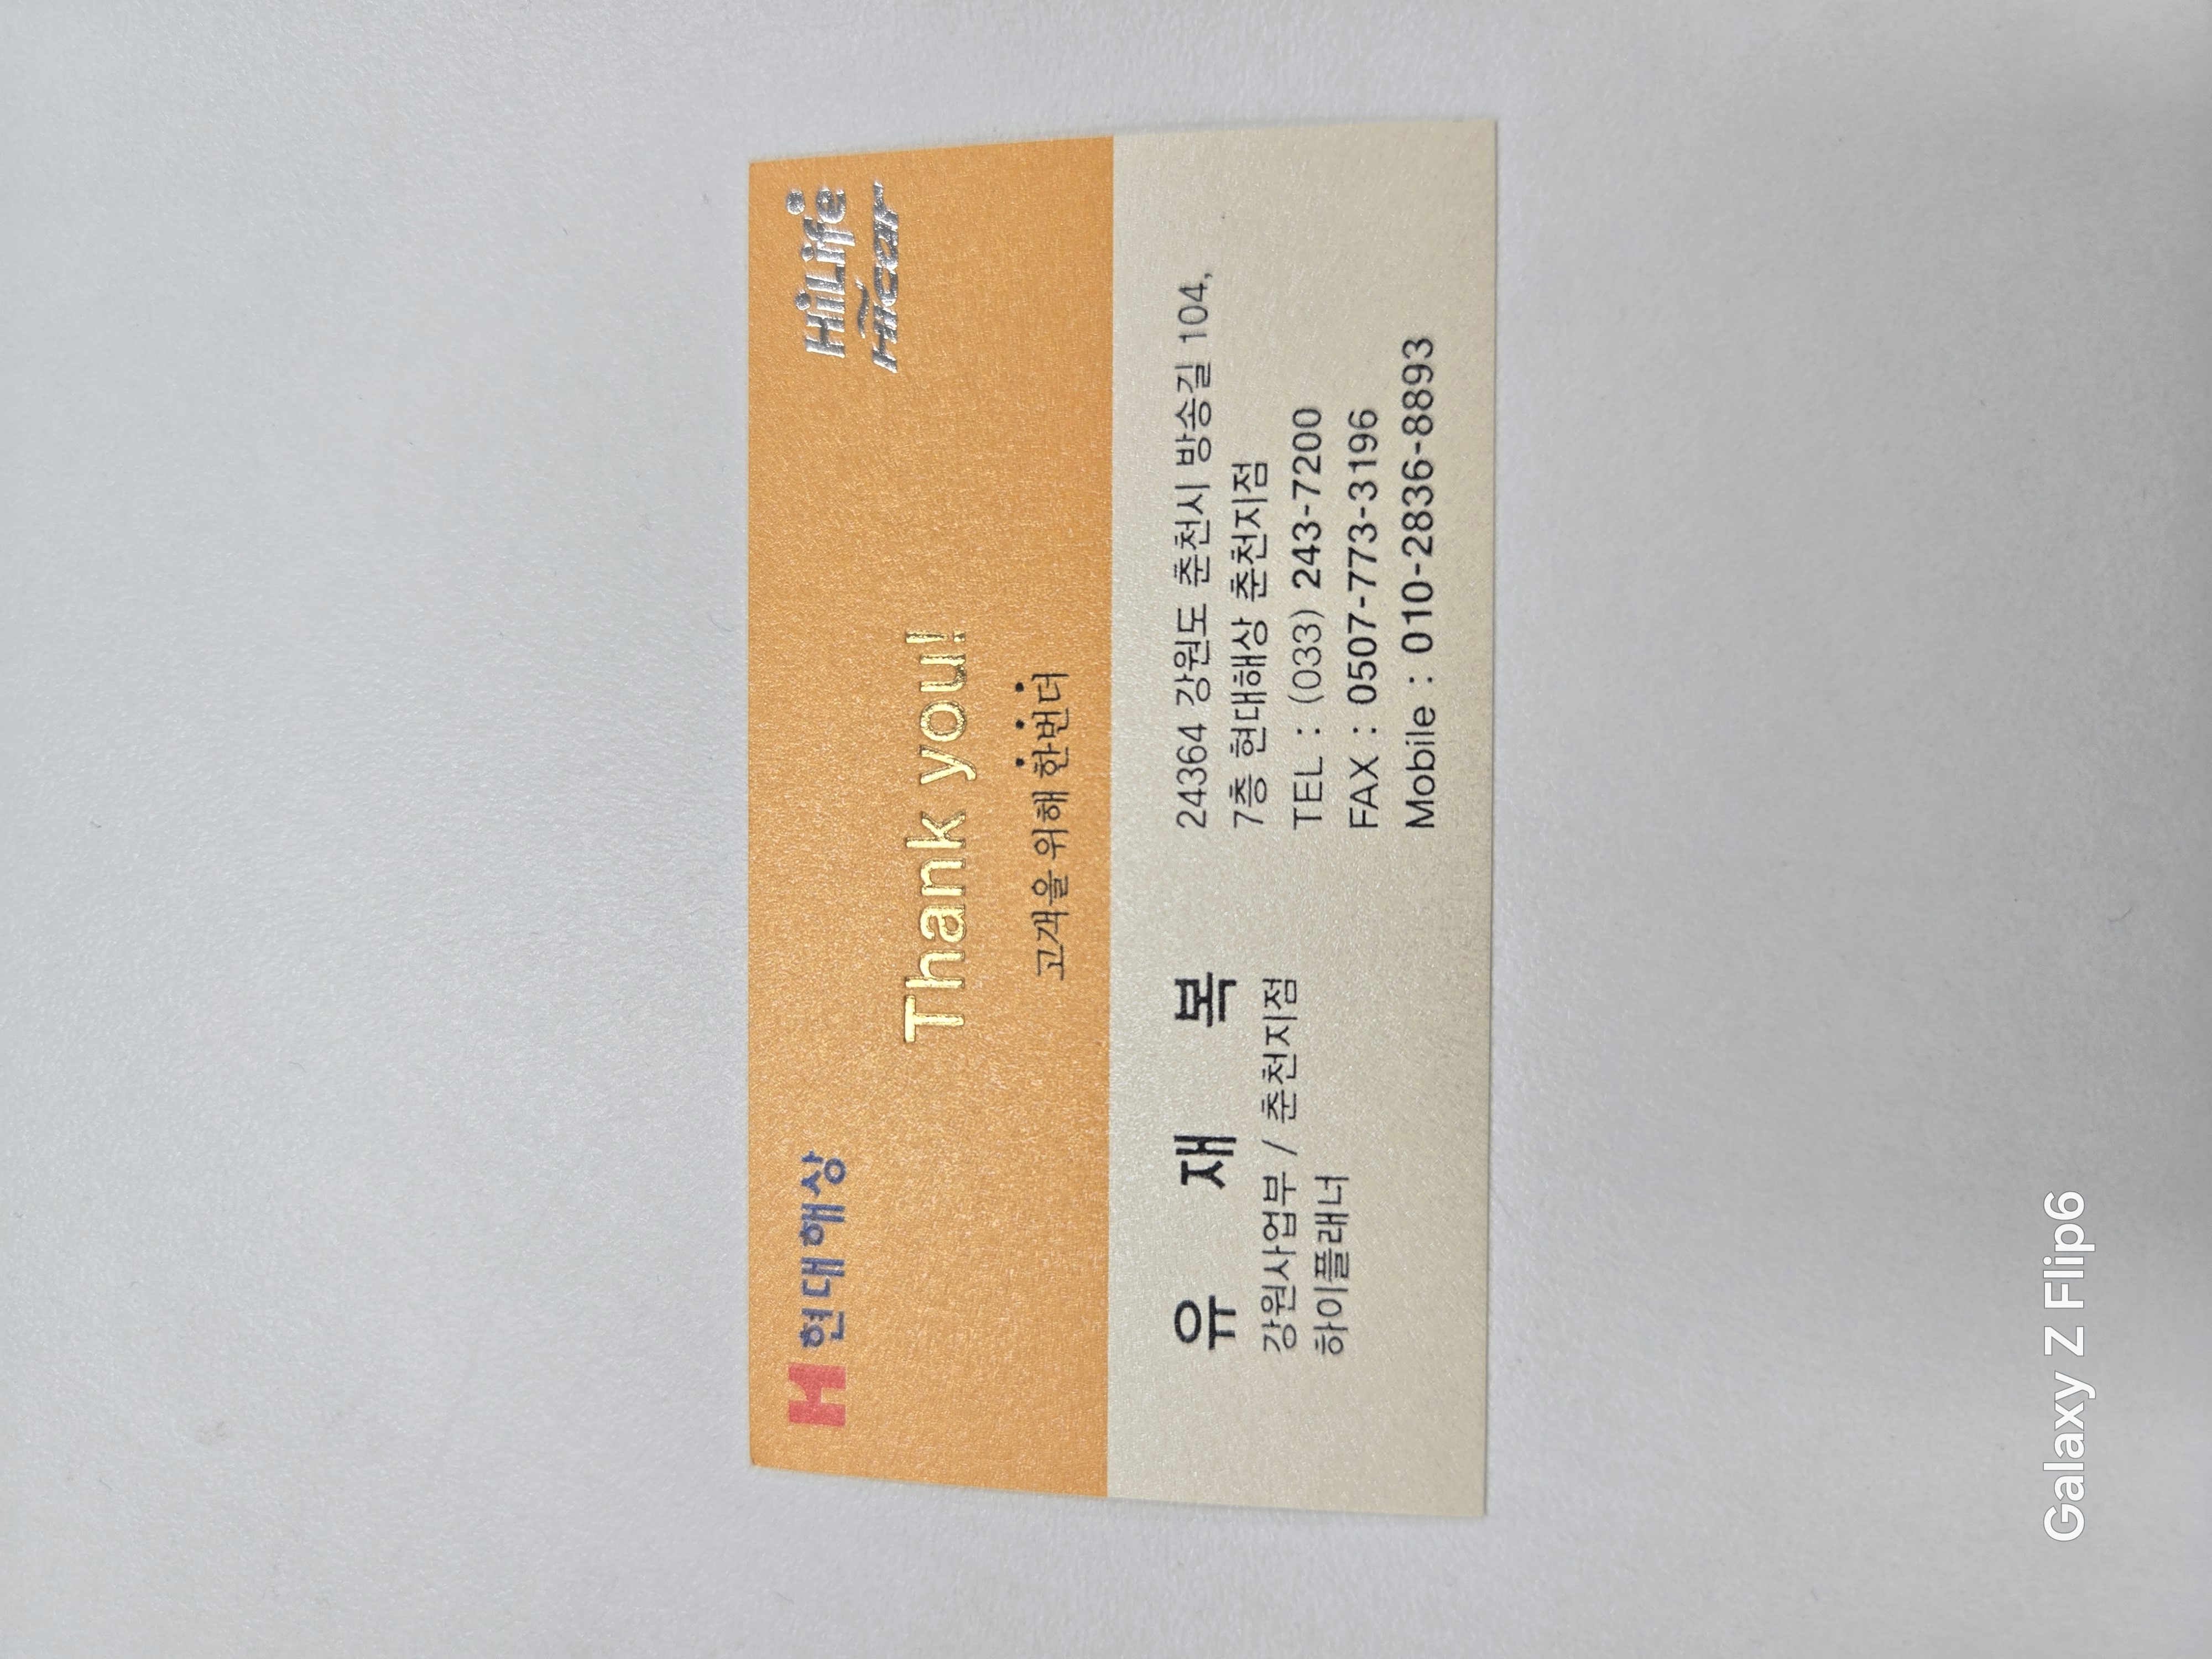 현대해상
HiLife
Hicar
Thank you!
고객을 위해 한번더
유 재 복
강원사업부 / 춘천지점
하이플래너
24364 강원도 춘천시 방송길 104,
7층 현대해상 춘천지점
TEL : (033) 243-7200
FAX : 0507-773-3196
Mobile : 010-2836-8893
Galaxy Z Flip6